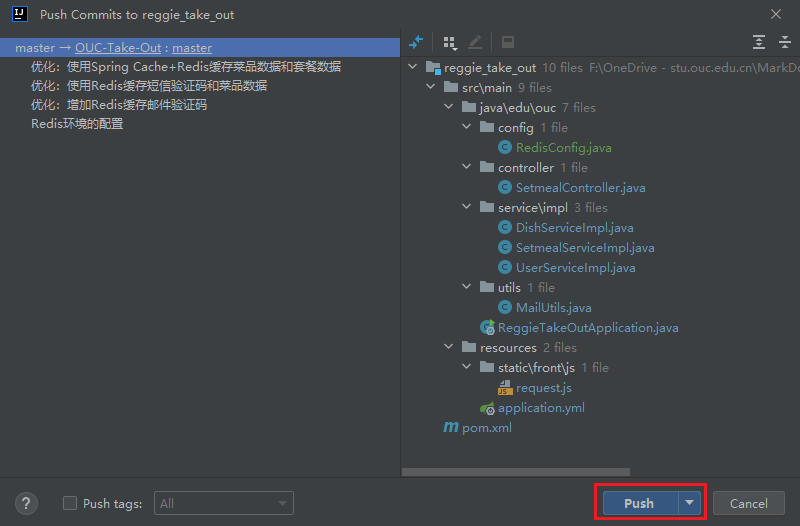 Push Commits to reggie_take_out
master → OUC-Take-Out : master
优化：使用Spring Cache+Redis缓存菜品数据和套餐数据
优化：使用Redis缓存短信验证码和菜品数据
优化：增加Redis缓存邮件验证码
Redis环境的配置
reggie_take_out 10 files F:\OneDrive - stu.ouc.edu.cn\MarkDo
src\main 9 files
java\edu\ouc 7 files
config 1 file
RedisConfig.java
controller 1 file
SetmealController.java
service\impl 3 files
DishServiceImpl.java
SetmealServiceImpl.java
UserServiceImpl.java
utils 1 file
MailUtils.java
ReggieTakeOutApplication.java
resources 2 files
static\front\js 1 file
request.js
application.yml
pom.xml
? Push tags: All Push Cancel